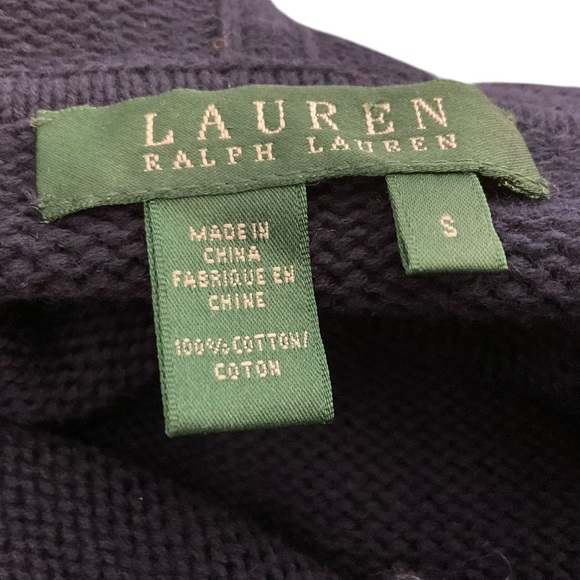 LAUREN
RALPH LAUREN
S
MADE IN
CHINA
FABRIQUE EN
CHINE
100% COTTON/
COTON